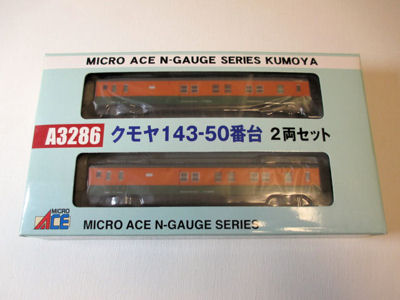 MICRO ACE N-GAUGE SERIES KUMOYA
A3286 クモヤ143-50番台 2両セット
MICRO
ACE
MICRO ACE N-GAUGE SERIES